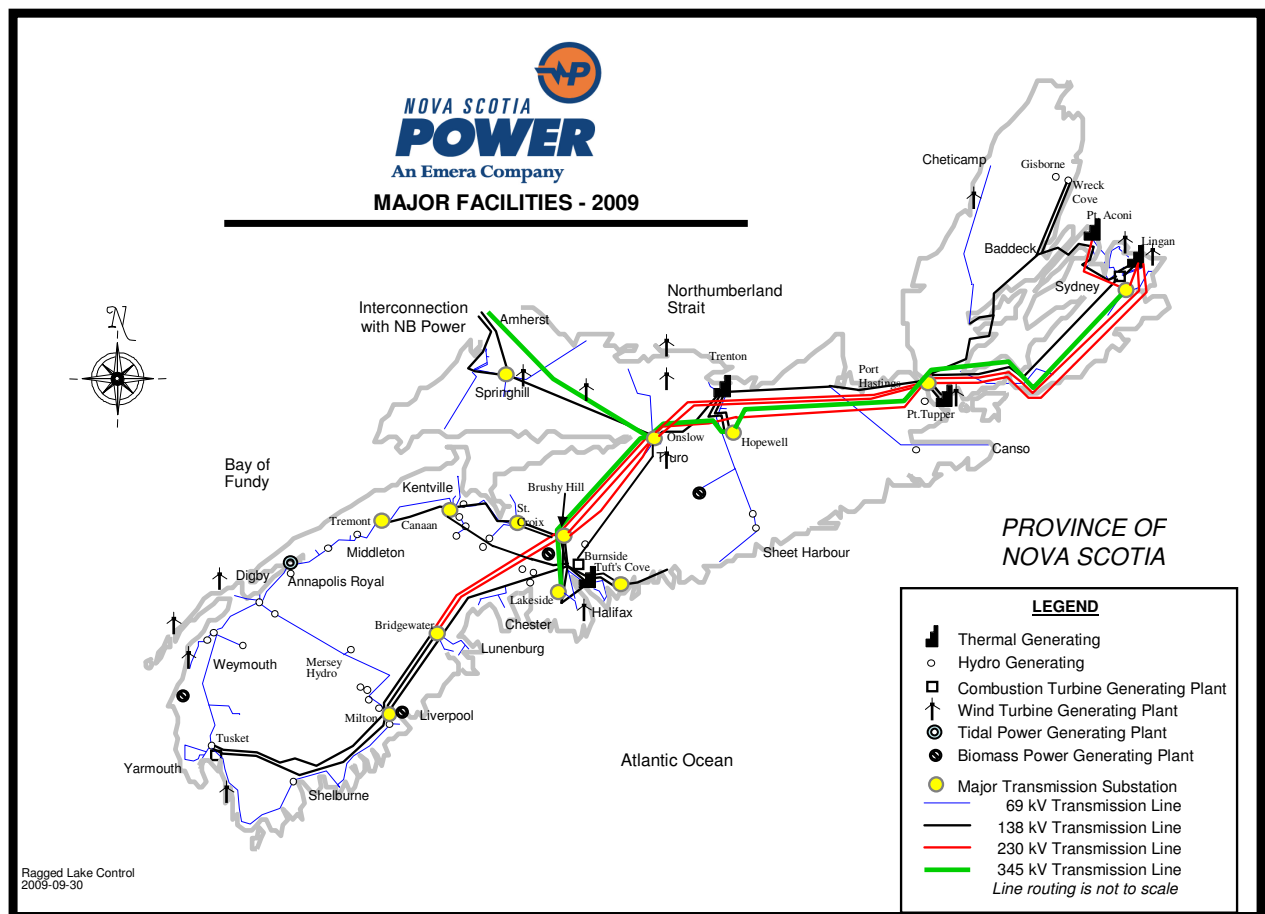 NOVA SCOTIA
POWER
An Emera Company
MAJOR FACILITIES - 2009
Cheticamp
Gisborne
Wreck
Cove
Pt. Aconi
Lingan
Baddeck
Sydney
Northumberland
Strait
Interconnection
with NB Power
Amherst
N
Trenton
Port
Hastings
Springhill
Pt.Tupper
Onslow
Hopewell
Truro
Canso
Bay of
Fundy
Kentville
Brushy Hill
St.
Croix
Tremont
Canaan
Middleton
Sheet Harbour
PROVINCE OF
NOVA SCOTIA
Burnside
Tuft's Cove
Digby
Annapolis Royal
Lakeside
Halifax
Chester
Bridgewater
Lunenburg
Weymouth
Mersey
Hydro
Milton
Liverpool
Tusket
Yarmouth
Shelburne
Atlantic Ocean
LEGEND
Thermal Generating
Hydro Generating
Combustion Turbine Generating Plant
Wind Turbine Generating Plant
Tidal Power Generating Plant
Biomass Power Generating Plant
Major Transmission Substation
69 kV Transmission Line
138 kV Transmission Line
230 kV Transmission Line
345 kV Transmission Line
Line routing is not to scale
Ragged Lake Control
2009-09-30